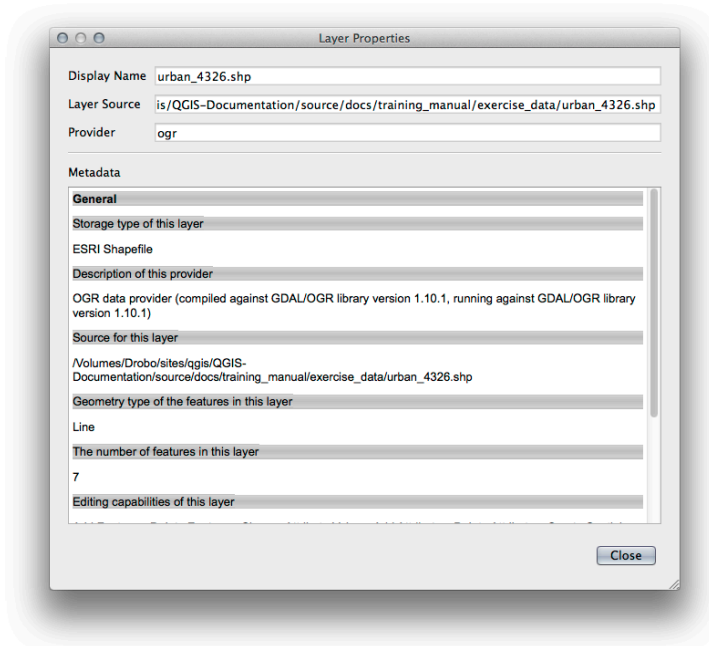 Layer Properties
Display Name urban_4326.shp
Layer Source is/QGIS-Documentation/source/docs/training_manual/exercise_data/urban_4326.shp
Provider ogr
Metadata
General
Storage type of this layer
ESRI Shapefile
Description of this provider
OGR data provider (compiled against GDAL/OGR library version 1.10.1, running against GDAL/OGR library
version 1.10.1)
Source for this layer
/Volumes/Drobo/sites/qgis/QGIS-
Documentation/source/docs/training_manual/exercise_data/urban_4326.shp
Geometry type of the features in this layer
Line
The number of features in this layer
7
Editing capabilities of this layer
Close